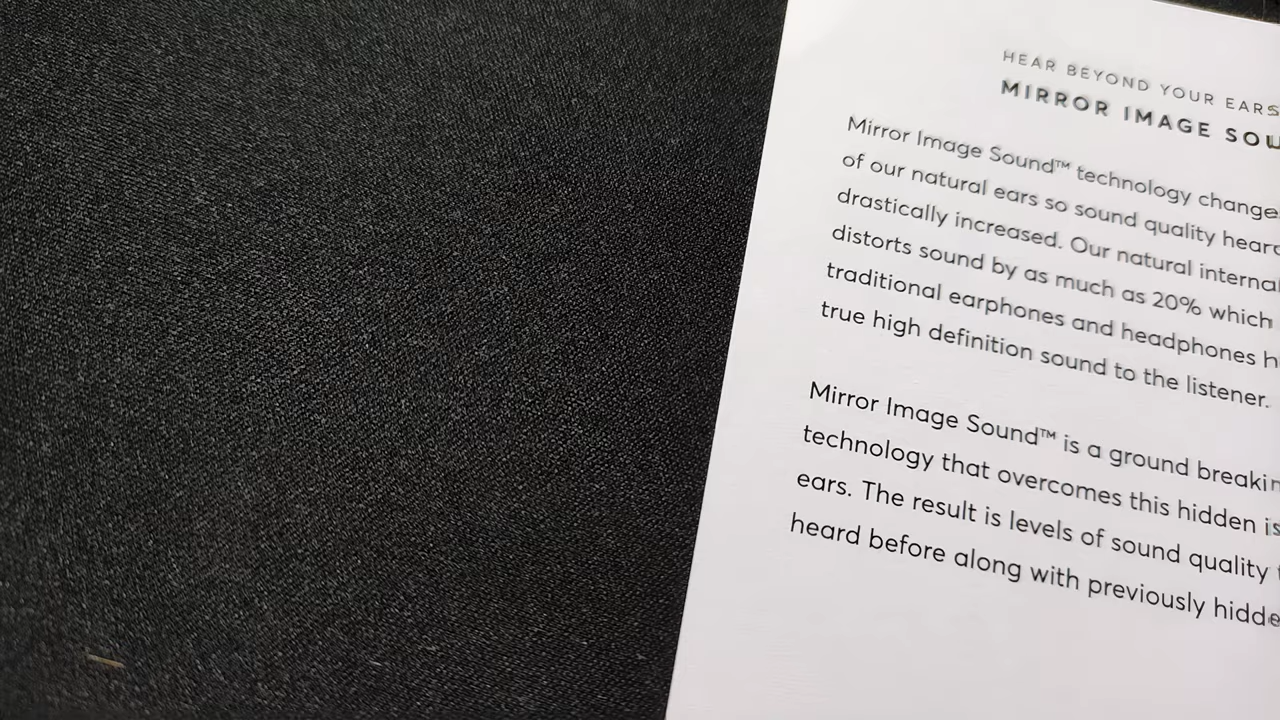 HEAR BEYOND YOUR EARS
MIRROR IMAGE SOU
Mirror Image Sound™ technology change
of our natural ears so sound quality heard
drastically increased. Our natural internal
distorts sound by as much as 20% which
traditional earphones and headphones h
true high definition sound to the listener.
Mirror Image Sound™ is a ground breakin
technology that overcomes this hidden is
ears. The result is levels of sound quality t
heard before along with previously hidde